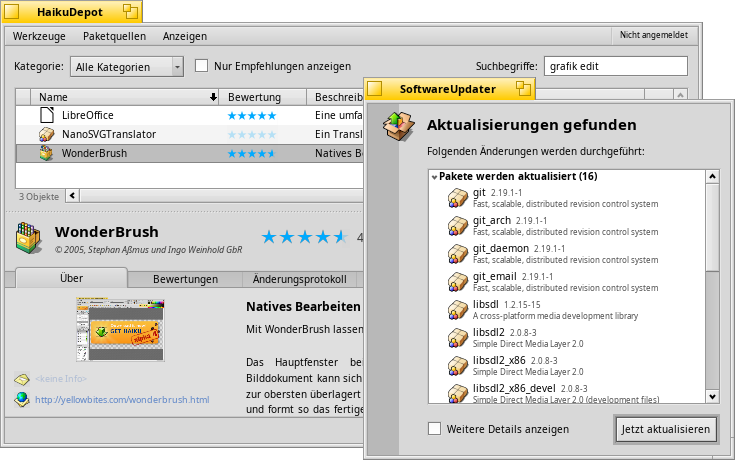 HaikuDepot
Werkzeuge Paketquellen Anzeigen Nicht angemeldet
Kategorie: Alle Kategorien Nur Empfehlungen anzeigen Suchbegriffe: grafik edit
Name Bewertung Beschreib
LibreOffice Eine umfa
NanoSVGTranslator Ein Transl
WonderBrush Natives B
3 Objekte
WonderBrush
© 2005, Stephan Aßmus und Ingo Weinhold GbR
4
Über Bewertungen Änderungsprotokoll
GET HAIKU
alpha 4
<keine Info>
http://yellowbites.com/wonderbrush.html
Natives Bearbeiten
Mit WonderBrush lassen
Das Hauptfenster be
Bilddokument kann sich
zur obersten überlagert
und formt so das fertige
SoftwareUpdater
Aktualisierungen gefunden
Folgenden Änderungen werden durchgeführt:
Pakete werden aktualisiert (16)
git 2.19.1-1
Fast, scalable, distributed revision control system
git_arch 2.19.1-1
Fast, scalable, distributed revision control system
git_daemon 2.19.1-1
Fast, scalable, distributed revision control system
git_email 2.19.1-1
Fast, scalable, distributed revision control system
libsdl 1.2.15-15
A cross-platform media development library
libsdl2 2.0.8-3
Simple Direct Media Layer 2.0
libsdl2_x86 2.0.8-3
Simple Direct Media Layer 2.0
libsdl2_x86_devel 2.0.8-3
Simple Direct Media Layer 2.0 (development files)
Weitere Details anzeigen Jetzt aktualisieren